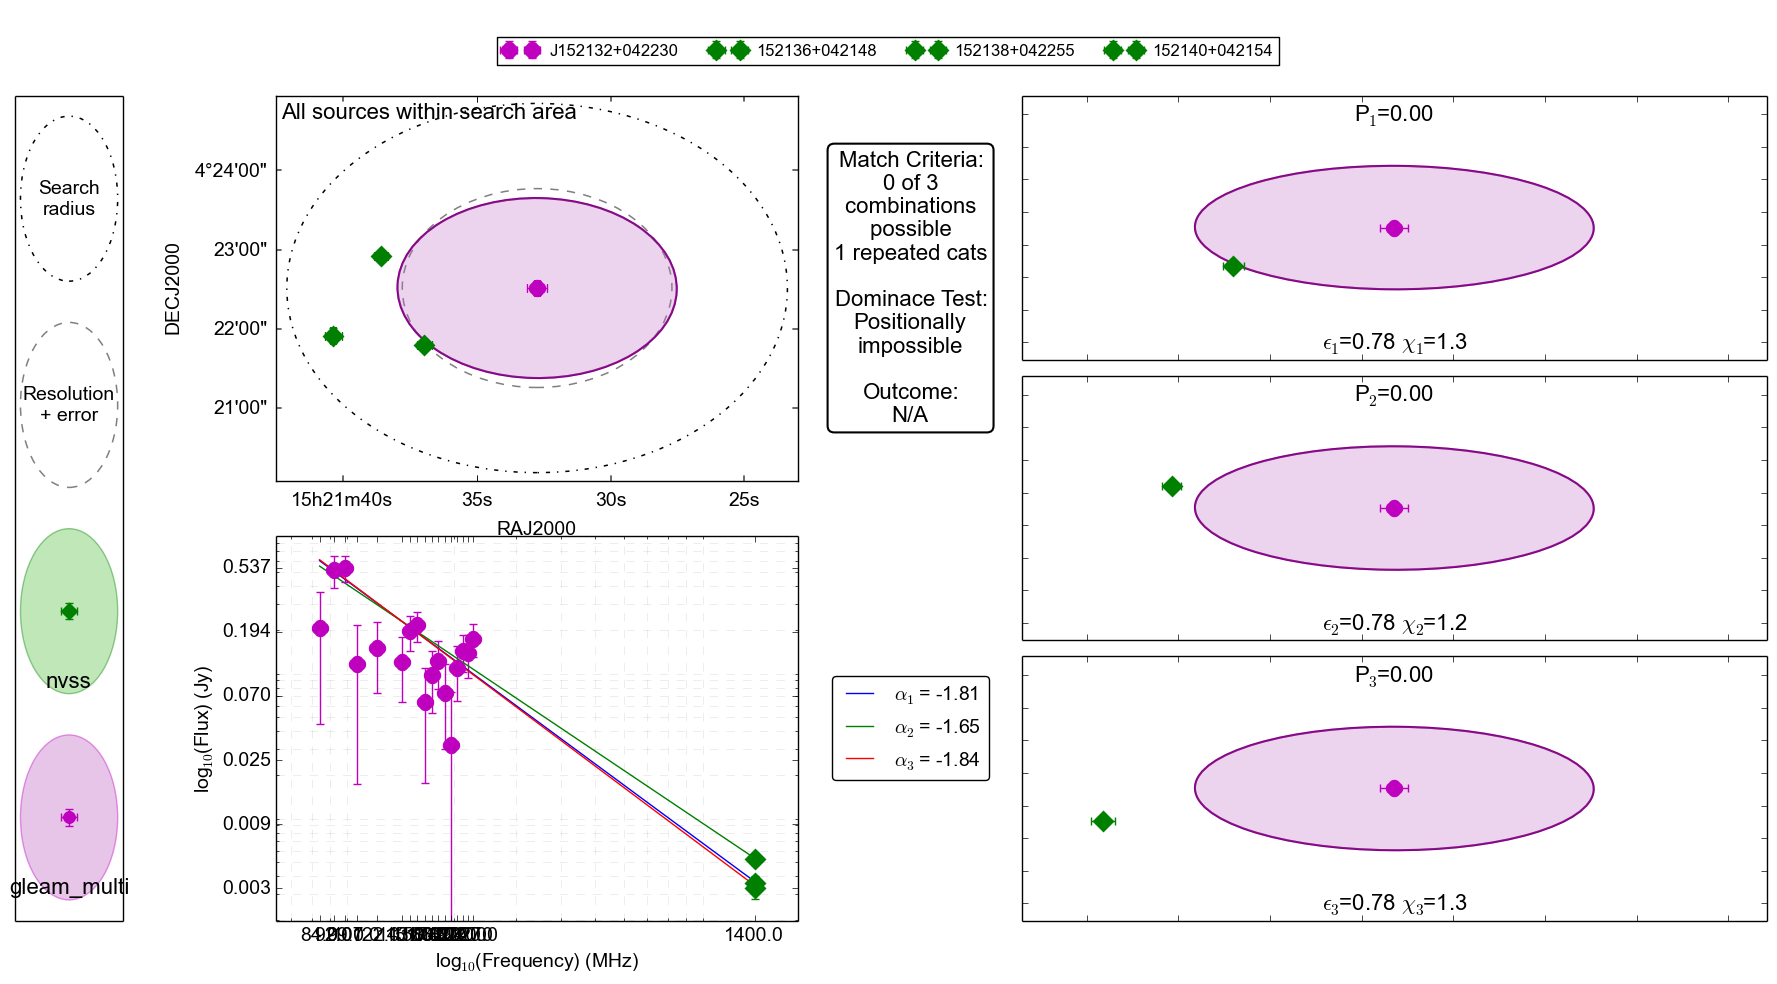 J152132+042230 152136+042148 152138+042255 152140+042154
Search
radius
Resolution
+ error
nvss
gleam_multi
All sources within search area
4°24'00"
23'00"
22'00"
21'00"
DECJ2000
15h21m40s 35s 30s 25s
RAJ2000
Match Criteria:
0 of 3
combinations
possible
1 repeated cats
Dominace Test:
Positionally
impossible
Outcome:
N/A
0.537
0.194
0.070
0.025
0.009
0.003
log10(Flux) (Jy)
1400.0
log10(Frequency) (MHz)
α1 = -1.81
α2 = -1.65
α3 = -1.84
P1=0.00
ϵ1=0.78 χ1=1.3
P2=0.00
ϵ2=0.78 χ2=1.2
P3=0.00
ϵ3=0.78 χ3=1.3